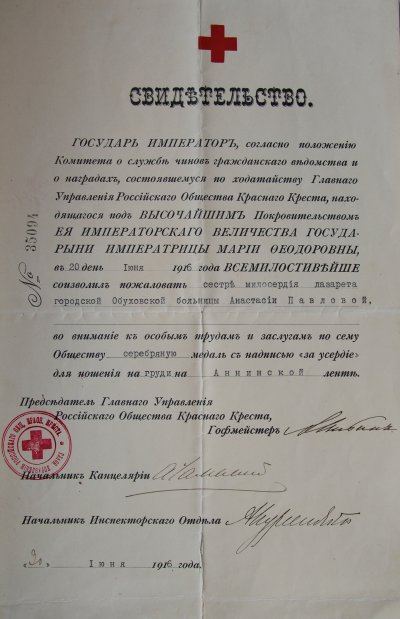 СВИДѢТЕЛЬСТВО.
ГОСУДАРЬ ИМПЕРАТОРЪ, согласно положенію
Комитета о службѣ чиновъ гражданскаго вѣдомства и
о наградахъ, состоявшемуся по ходатайству Главнаго
Управленія Россійскаго Общества Краснаго Креста, нахо-
дящагося подъ ВЫСОЧАЙШИМЪ Покровительствомъ
ЕЯ ИМПЕРАТОРСКАГО ВЕЛИЧЕСТВА ГОСУДА-
РЫНИ ИМПЕРАТРИЦЫ МАРІИ ѲЕОДОРОВНЫ,
въ 20 день Іюня 1916 года ВСЕМИЛОСТИВѢЙШЕ
соизволилъ пожаловать сестрѣ милосердія лазарета
городской Обуховской больницы Анастасіи Павловой,
во вниманіе къ особымъ трудамъ и заслугамъ по сему
Обществу серебряную медаль съ надписью «за усердіе»
для ношенія на груди на Аннинской лентѣ.
№ 35094
Предсѣдатель Главнаго Управленія
Россійскаго Общества Краснаго Креста,
Гофмейстеръ
Начальникъ Канцеляріи
Начальникъ Инспекторскаго Отдѣла
«30» Іюня 1916 года.